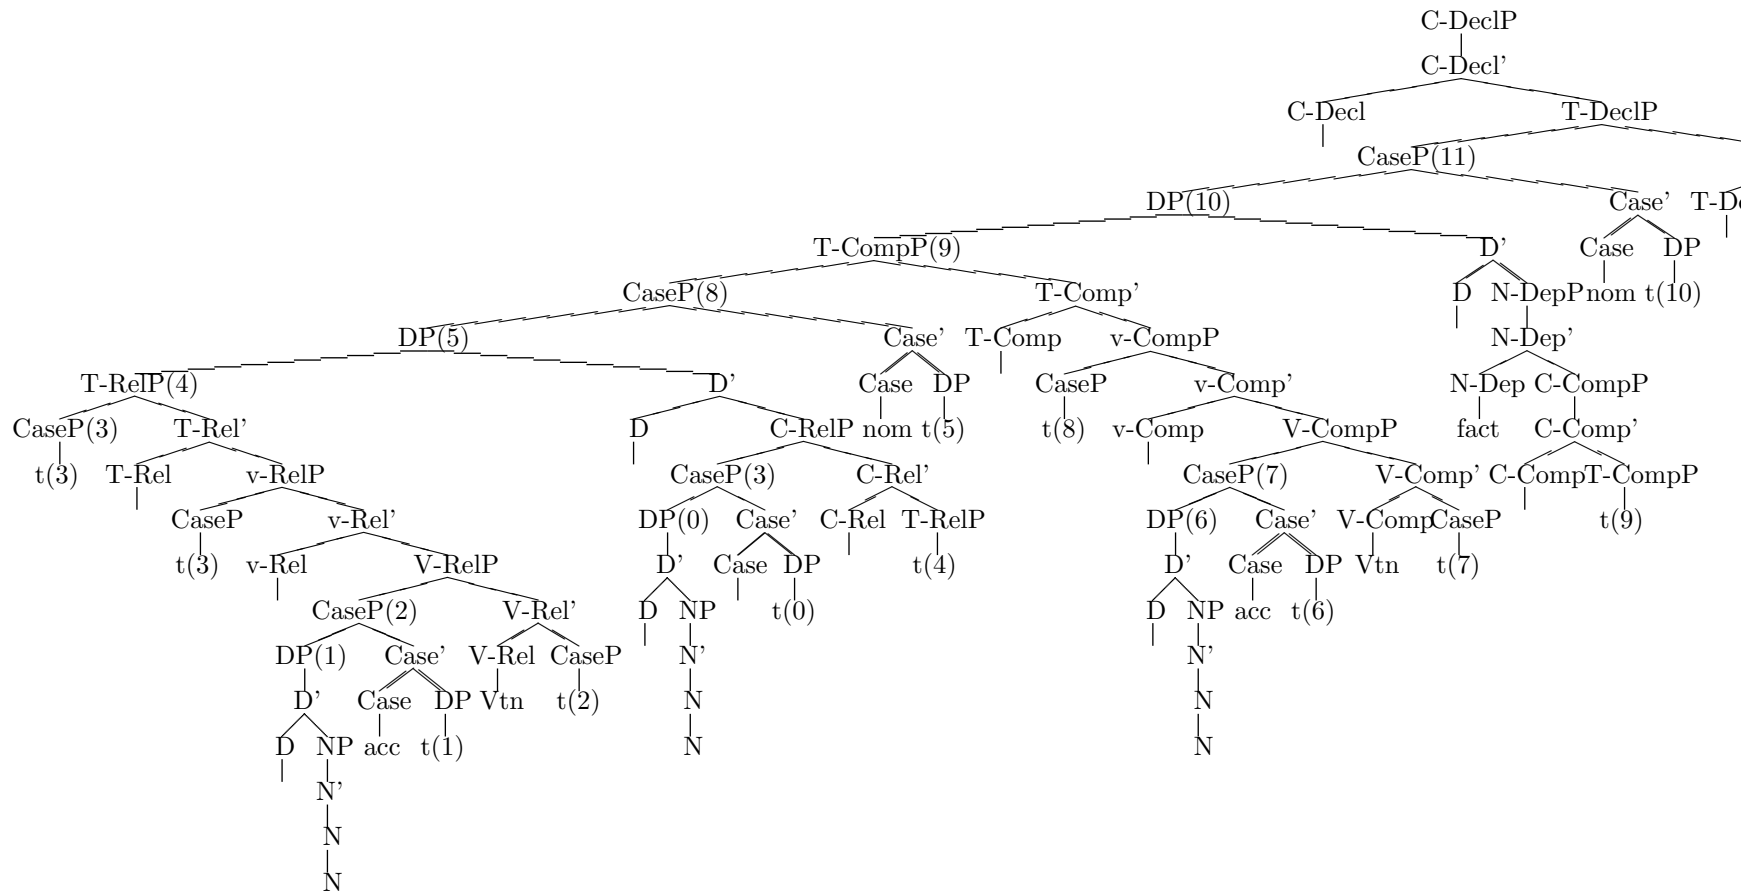 C-DeclP
C-Decl'
C-Decl T-DeclP
CaseP(11)
DP(10) Case'
T-CompP(9) D' Case DP
CaseP(8) T-Comp' D N-DepP nom t(10)
DP(5) Case' T-Comp v-CompP N-Dep'
T-RelP(4) D' Case DP CaseP v-Comp' N-Dep C-CompP
CaseP(3) T-Rel' D C-RelP nom t(5) t(8) v-Comp V-CompP fact C-Comp'
t(3) T-Rel v-RelP CaseP(3) C-Rel' CaseP(7) V-Comp' C-Comp T-CompP
CaseP v-Rel' DP(0) Case' C-Rel T-RelP DP(6) Case' V-Comp CaseP t(9)
t(3) v-Rel V-RelP D' Case DP t(4) D' Case DP Vtn t(7)
CaseP(2) V-Rel' D NP t(0) D NP acc t(6)
DP(1) Case' V-Rel CaseP N' N'
D' Case DP Vtn t(2) N N
D NP acc t(1) N N
N'
N
N